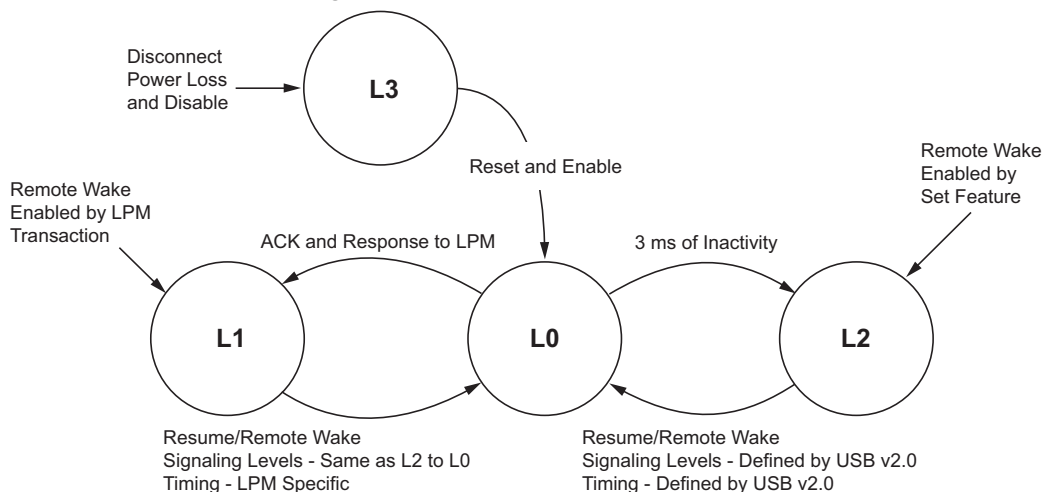 Disconnect
Power Loss
and Disable
L3
Reset and Enable
Remote Wake
Enabled by
Set Feature
Remote Wake
Enabled by LPM
Transaction
ACK and Response to LPM
3 ms of Inactivity
L1
L0
L2
Resume/Remote Wake
Signaling Levels - Same as L2 to L0
Timing - LPM Specific
Resume/Remote Wake
Signaling Levels - Defined by USB v2.0
Timing - Defined by USB v2.0